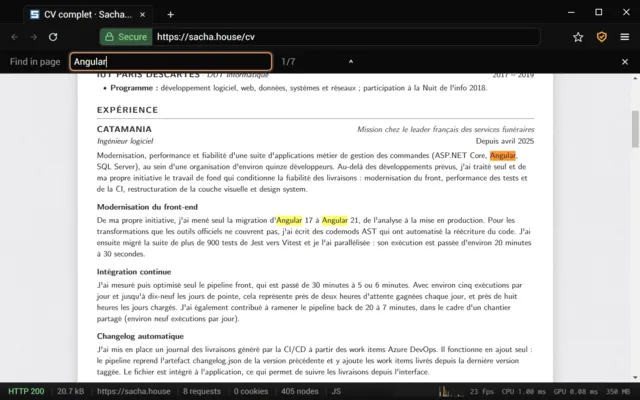 CV complet · Sacha...
Secure
https://sacha.house/cv
Find in page
Angular
1/7
IUT PARIS DESCARTES · DUT Informatique 2017 – 2019
• Programme : développement logiciel, web, données, systèmes et réseaux ; participation à la Nuit de l'info 2018.
EXPÉRIENCE
CATAMANIA Mission chez le leader français des services funéraires
Ingénieur logiciel Depuis avril 2025
Modernisation, performance et fiabilité d'une suite d'applications métier de gestion des commandes (ASP.NET Core, Angular,
SQL Server), au sein d'une organisation d'environ quinze développeurs. Au-delà des développements prévus, j'ai traité seul et de
ma propre initiative le travail de fond qui conditionne la fiabilité des livraisons : modernisation du front, performance des tests et
de la CI, restructuration de la couche visuelle et design system.
Modernisation du front-end
De ma propre initiative, j'ai mené seul la migration d'Angular 17 à Angular 21, de l'analyse à la mise en production. Pour les
transformations que les outils officiels ne couvrent pas, j'ai écrit des codemods AST qui ont automatisé la réécriture du code. J'ai
ensuite migré la suite de plus de 900 tests de Jest vers Vitest et je l'ai parallélisée : son exécution est passée d'environ 20 minutes
à 30 secondes.
Intégration continue
J'ai mesuré puis optimisé seul le pipeline front, qui est passé de 30 minutes à 5 ou 6 minutes. Avec environ cinq exécutions par
jour et jusqu'à dix-neuf les jours de pointe, cela représente près de deux heures d'attente gagnées chaque jour, et près de huit
heures les jours chargés. J'ai également contribué à ramener le pipeline back de 20 à 7 minutes, dans le cadre d'un chantier
partagé (environ neuf exécutions par jour).
Changelog automatique
J'ai mis en place un journal des livraisons généré par la CI/CD à partir des work items Azure DevOps. Il fonctionne en ajout seul :
le pipeline reprend l'artefact changelog.json de la version précédente et y ajoute les work items livrés depuis la dernière version
taggée. Le fichier est intégré à l'application, ce qui permet de suivre les livraisons depuis l'interface.
HTTP 200 20.7 kB https://sacha.house 8 requests 0 cookies 405 nodes JS 23 fps CPU 1.00 ms GPU 0.08 ms 350 MB